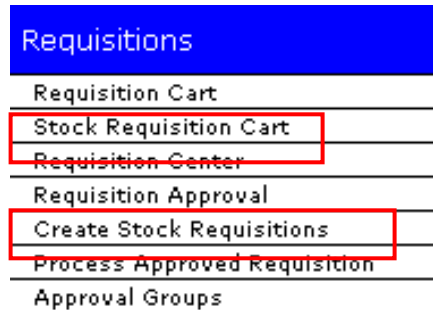 Requisitions
Requisition Cart
Stock Requisition Cart
Requisition Center
Requisition Approval
Create Stock Requisitions
Process Approved Requisition
Approval Groups